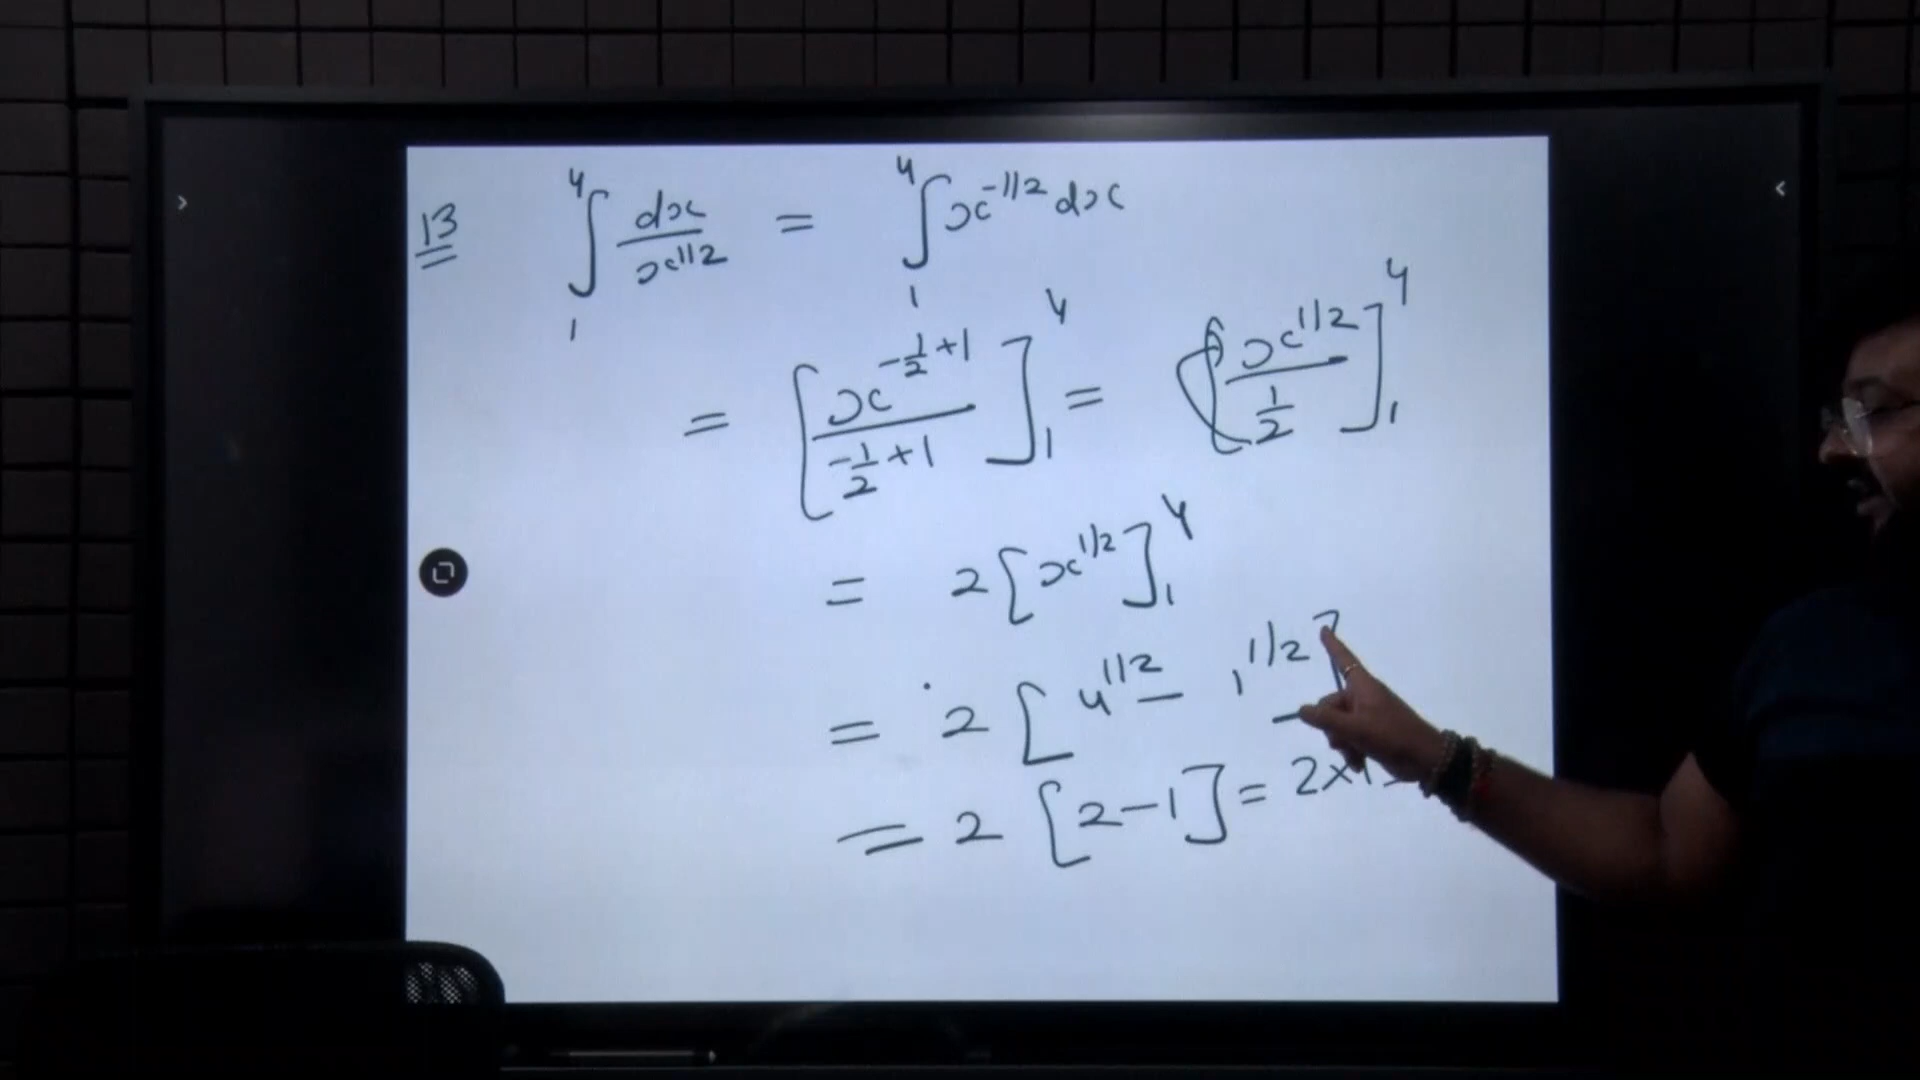 13 ∫₁⁴ dx/x^1/2 = ∫₁⁴ x^-1/2 dx
= [x^(-1/2+1)/(-1/2+1)]₁⁴ = [x^1/2/(1/2)]₁⁴
= 2[x^1/2]₁⁴
= 2[4^1/2 - 1^1/2]
= 2[2-1] = 2×1